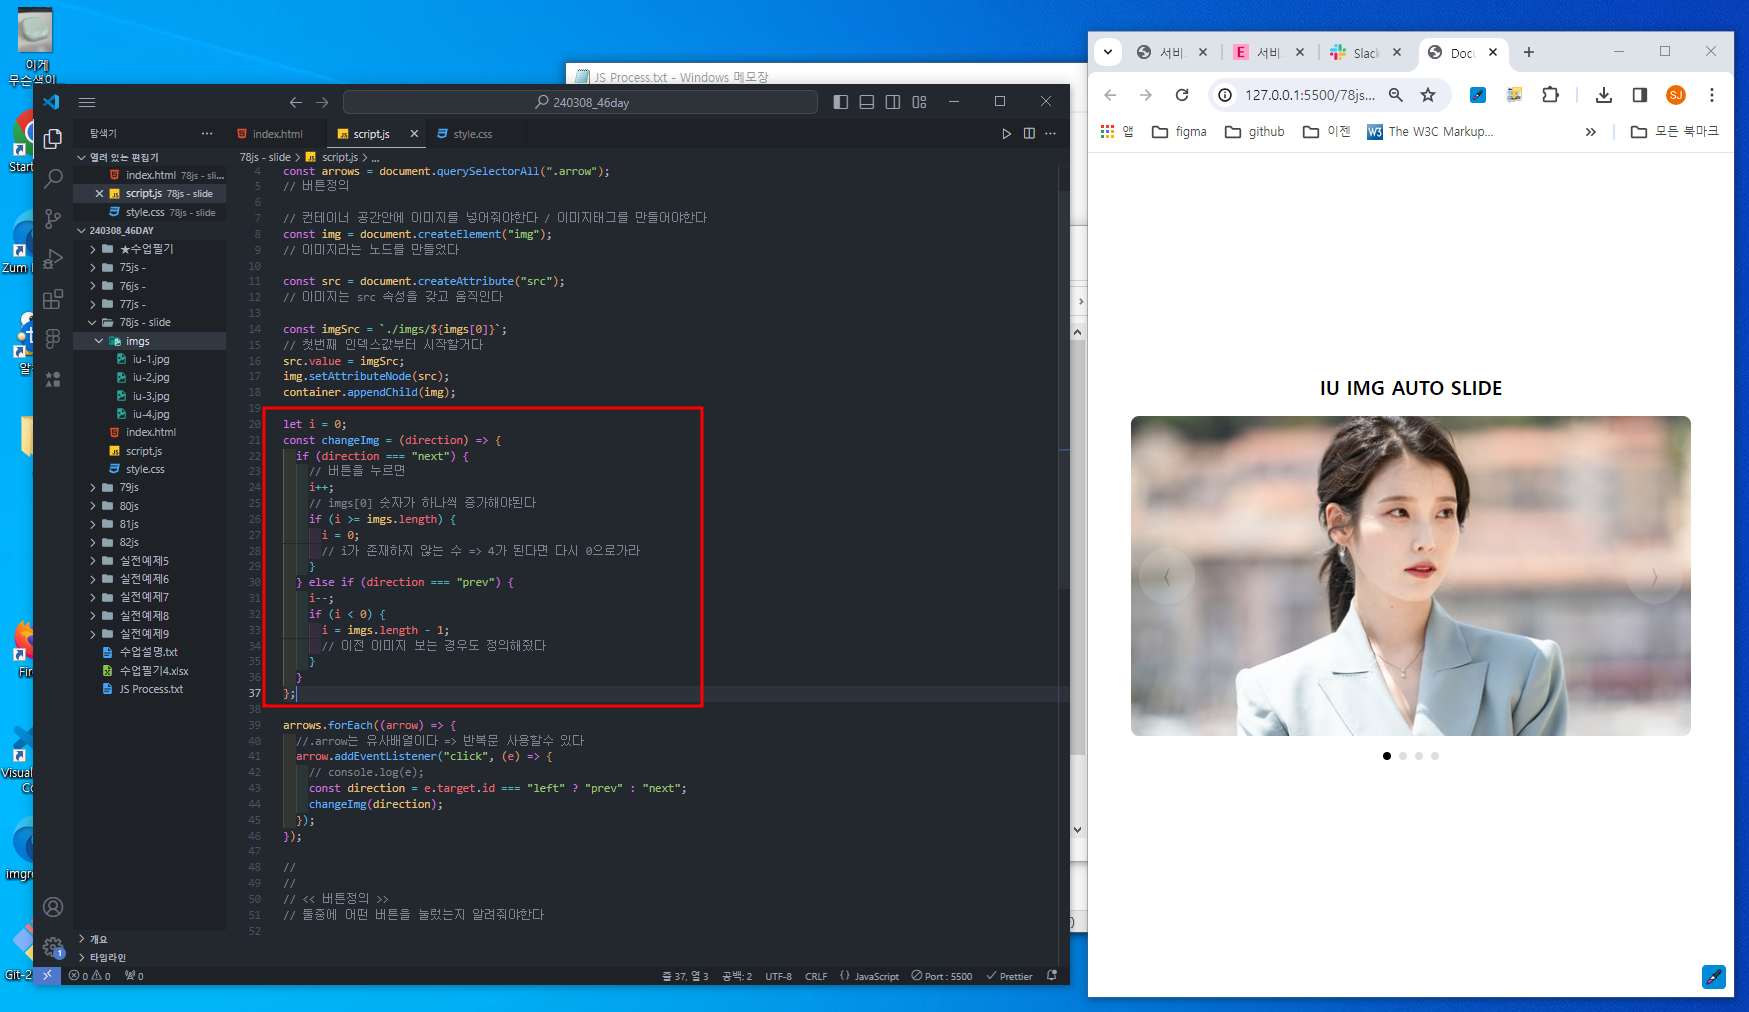 이게
무슨색이
Start
Zum
알
Fire
Visual
Co
imgre
Git-2
JS Process.txt - Windows 메모장
240308_46day
탐색기
index.html
script.js
style.css
78js - slide > script.js > ...
열려 있는 편집기
index.html 78js - sli...
script.js 78js - slide
style.css 78js - slide
240308_46DAY
★수업필기
75js -
76js -
77js -
78js - slide
imgs
iu-1.jpg
iu-2.jpg
iu-3.jpg
iu-4.jpg
index.html
script.js
style.css
79js
80js
81js
82js
실전예제5
실전예제6
실전예제7
실전예제8
실전예제9
수업설명.txt
수업필기4.xlsx
JS Process.txt
개요
타임라인
4 const arrows = document.querySelectorAll(".arrow");
5 // 버튼정의
6
7 // 컨테이너 공간안에 이미지를 넣어줘야한다 / 이미지태그를 만들어야한다
8 const img = document.createElement("img");
9 // 이미지라는 노드를 만들었다
10
11 const src = document.createAttribute("src");
12 // 이미지는 src 속성을 갖고 움직인다
13
14 const imgSrc = `./imgs/${imgs[0]}`;
15 // 첫번째 인덱스값부터 시작할거다
16 src.value = imgSrc;
17 img.setAttributeNode(src);
18 container.appendChild(img);
19
20 let i = 0;
21 const changeImg = (direction) => {
22 if (direction === "next") {
23 // 버튼을 누르면
24 i++;
25 // imgs[0] 숫자가 하나씩 증가해야된다
26 if (i >= imgs.length) {
27 i = 0;
28 // i가 존재하지 않는 수 => 4가 된다면 다시 0으로가라
29 }
30 } else if (direction === "prev") {
31 i--;
32 if (i < 0) {
33 i = imgs.length - 1;
34 // 이전 이미지 보는 경우도 정의해줬다
35 }
36 }
37 };
38
39 arrows.forEach((arrow) => {
40 //.arrow는 유사배열이다 => 반복문 사용할수 있다
41 arrow.addEventListener("click", (e) => {
42 // console.log(e);
43 const direction = e.target.id === "left" ? "prev" : "next";
44 changeImg(direction);
45 });
46 });
47
48 //
49 //
50 // << 버튼정의 >>
51 // 둘중에 어떤 버튼을 눌렀는지 알려줘야한다
52
1
0 0 0
줄 37, 열 3 공백: 2 UTF-8 CRLF {} JavaScript Port : 5500 Prettier
서비
E 서비
Slack
Docu
127.0.0.1:5500/78js...
SJ
앱 figma github 이젠 W3 The W3C Markup... » 모든 북마크
IU IMG AUTO SLIDE